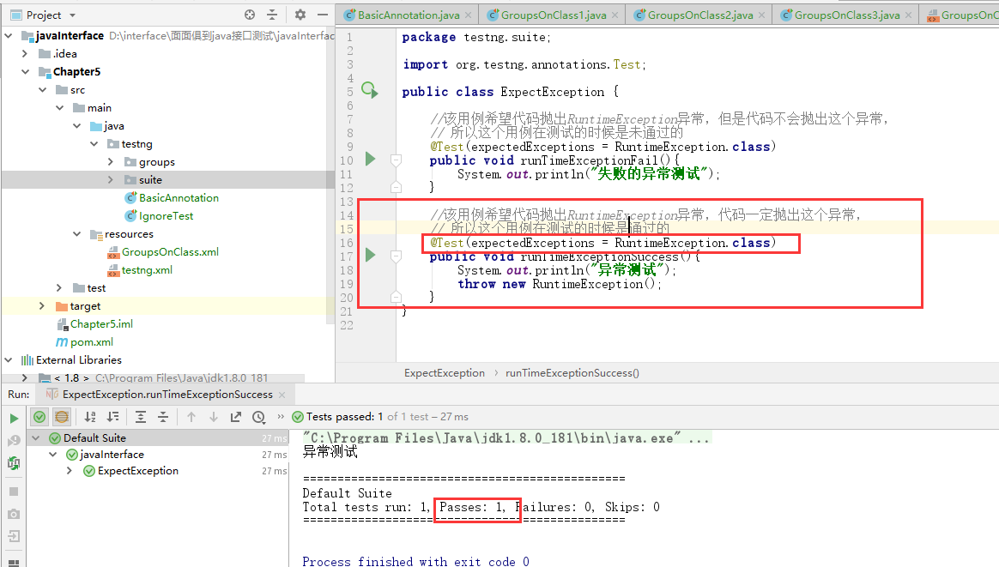 Project
javaInterface D:\interface\面面俱到java接口测试\javaInterfac
.idea
Chapter5
src
main
java
testng
groups
suite
BasicAnnotation
IgnoreTest
resources
GroupsOnClass.xml
testng.xml
test
target
Chapter5.iml
pom.xml
External Libraries
< 1.8 > C:\Program Files\Java\jdk1.8.0_181
BasicAnnotation.java GroupsOnClass1.java GroupsOnClass2.java GroupsOnClass3.java GroupsOnC
1 package testng.suite;
2
3 import org.testng.annotations.Test;
4
5 public class ExpectException {
6
7 //该用例希望代码抛出RuntimeException异常，但是代码不会抛出这个异常，
8 // 所以这个用例在测试的时候是未通过的
9 @Test(expectedExceptions = RuntimeException.class)
10 public void runTimeExceptionFail(){
11 System.out.println("失败的异常测试");
12 }
13
14 //该用例希望代码抛出RuntimeException异常，代码一定抛出这个异常，
15 // 所以这个用例在测试的时候是通过的
16 @Test(expectedExceptions = RuntimeException.class)
17 public void runTimeExceptionSuccess(){
18 System.out.println("异常测试");
19 throw new RuntimeException();
20 }
21 }
22
ExpectException › runTimeExceptionSuccess()
Run: ExpectException.runTimeExceptionSuccess
Tests passed: 1 of 1 test – 27 ms
Default Suite 27 ms
javaInterface 27 ms
ExpectException 27 ms
"C:\Program Files\Java\jdk1.8.0_181\bin\java.exe" ...
异常测试
===============================================
Default Suite
Total tests run: 1, Passes: 1, Failures: 0, Skips: 0
===============================================
Process finished with exit code 0